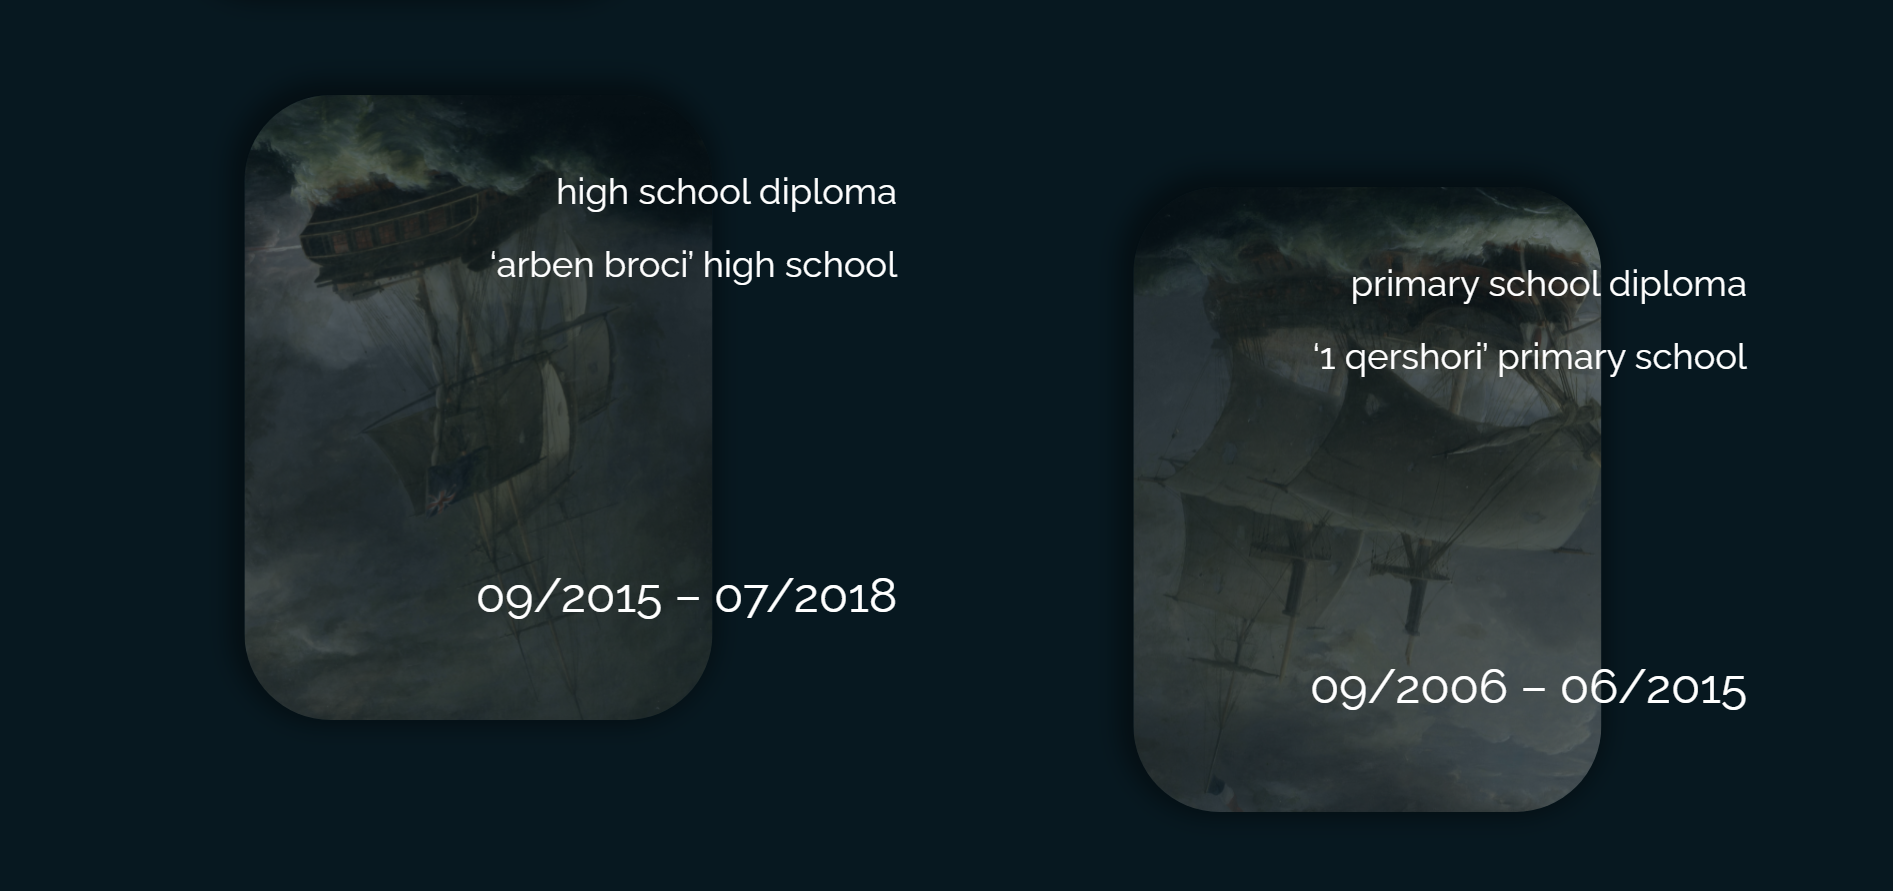 high school diploma
‘arben broci’ high school
09/2015 – 07/2018
primary school diploma
‘1 qershori’ primary school
09/2006 – 06/2015